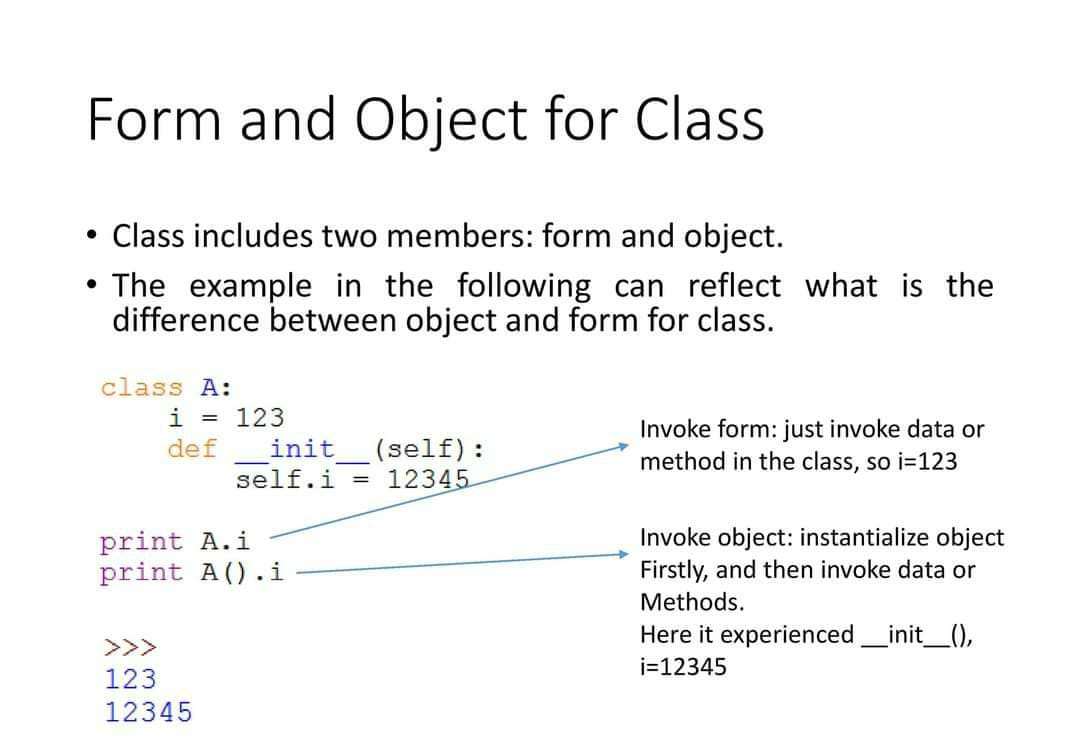 Form and Object for Class
• Class includes two members: form and object.
• The example in the following can reflect what is the
difference between object and form for class.
class A:
    i = 123
    def __init__(self):
        self.i = 12345
print A.i
print A().i
>>>
123
12345
Invoke form: just invoke data or
method in the class, so i=123
Invoke object: instantialize object
Firstly, and then invoke data or
Methods.
Here it experienced __init__(),
i=12345